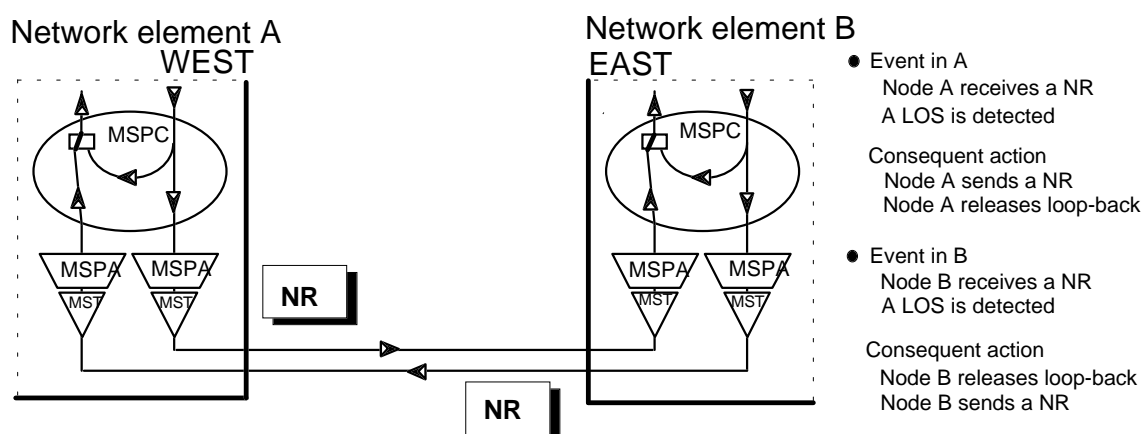 Network element A
WEST
MSPC
MSPA
MSPA
MST
MST
NR
NR
Network element B
EAST
MSPC
MSPA
MSPA
MST
MST
● Event in A
Node A receives a NR
A LOS is detected
Consequent action
Node A sends a NR
Node A releases loop-back
● Event in B
Node B receives a NR
A LOS is detected
Consequent action
Node B releases loop-back
Node B sends a NR